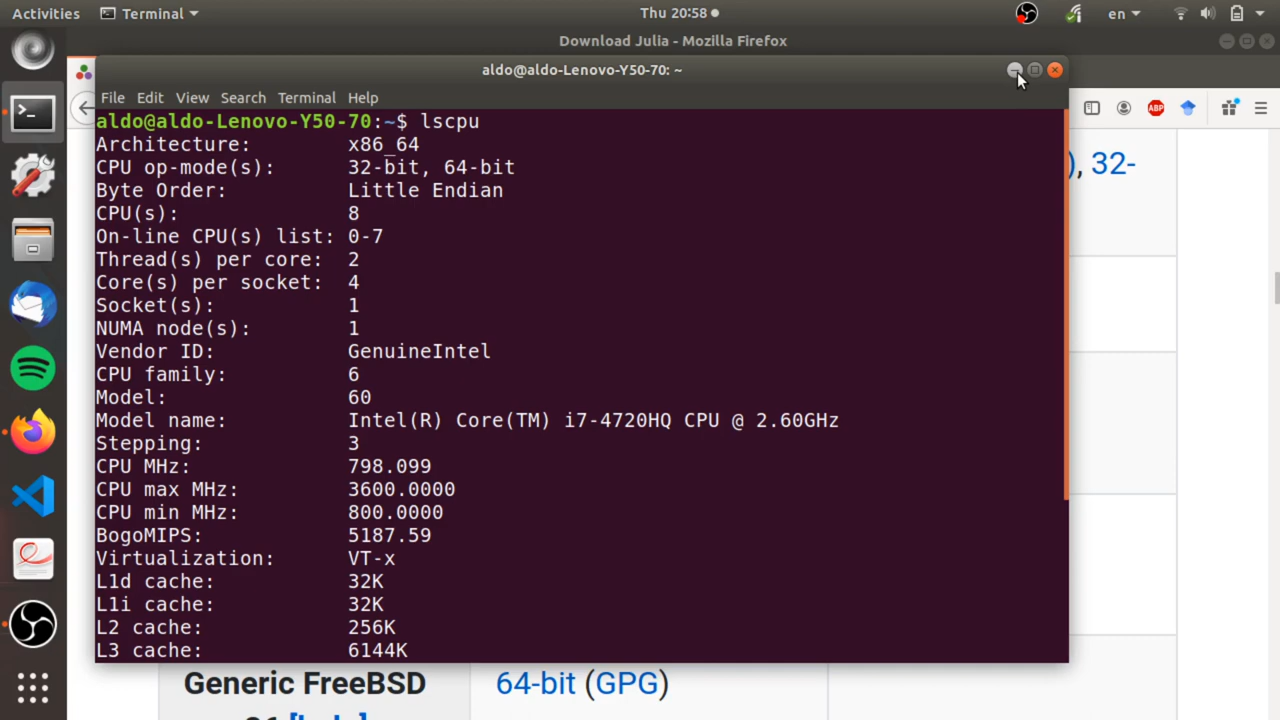 Activities Terminal Thu 20:58 en
Download Julia - Mozilla Firefox
aldo@aldo-Lenovo-Y50-70: ~
File Edit View Search Terminal Help
ABP
aldo@aldo-Lenovo-Y50-70:~$ lscpu
Architecture: x86_64
), 32-
CPU op-mode(s): 32-bit, 64-bit
Byte Order: Little Endian
CPU(s): 8
On-line CPU(s) list: 0-7
Thread(s) per core: 2
Core(s) per socket: 4
Socket(s): 1
NUMA node(s): 1
Vendor ID: GenuineIntel
CPU family: 6
Model: 60
Model name: Intel(R) Core(TM) i7-4720HQ CPU @ 2.60GHz
Stepping: 3
CPU MHz: 798.099
CPU max MHz: 3600.0000
CPU min MHz: 800.0000
BogoMIPS: 5187.59
Virtualization: VT-x
L1d cache: 32K
L1i cache: 32K
L2 cache: 256K
L3 cache: 6144K
Generic FreeBSD 64-bit (GPG)